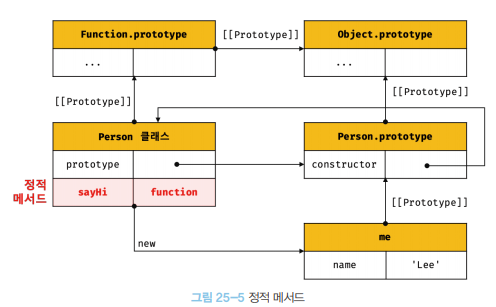 Function.prototype
...
[[Prototype]]
Object.prototype
...
[[Prototype]]
[[Prototype]]
Person 클래스
prototype
정적
메서드
sayHi
function
Person.prototype
constructor
[[Prototype]]
new
me
name
'Lee'
그림 25-5 정적 메서드